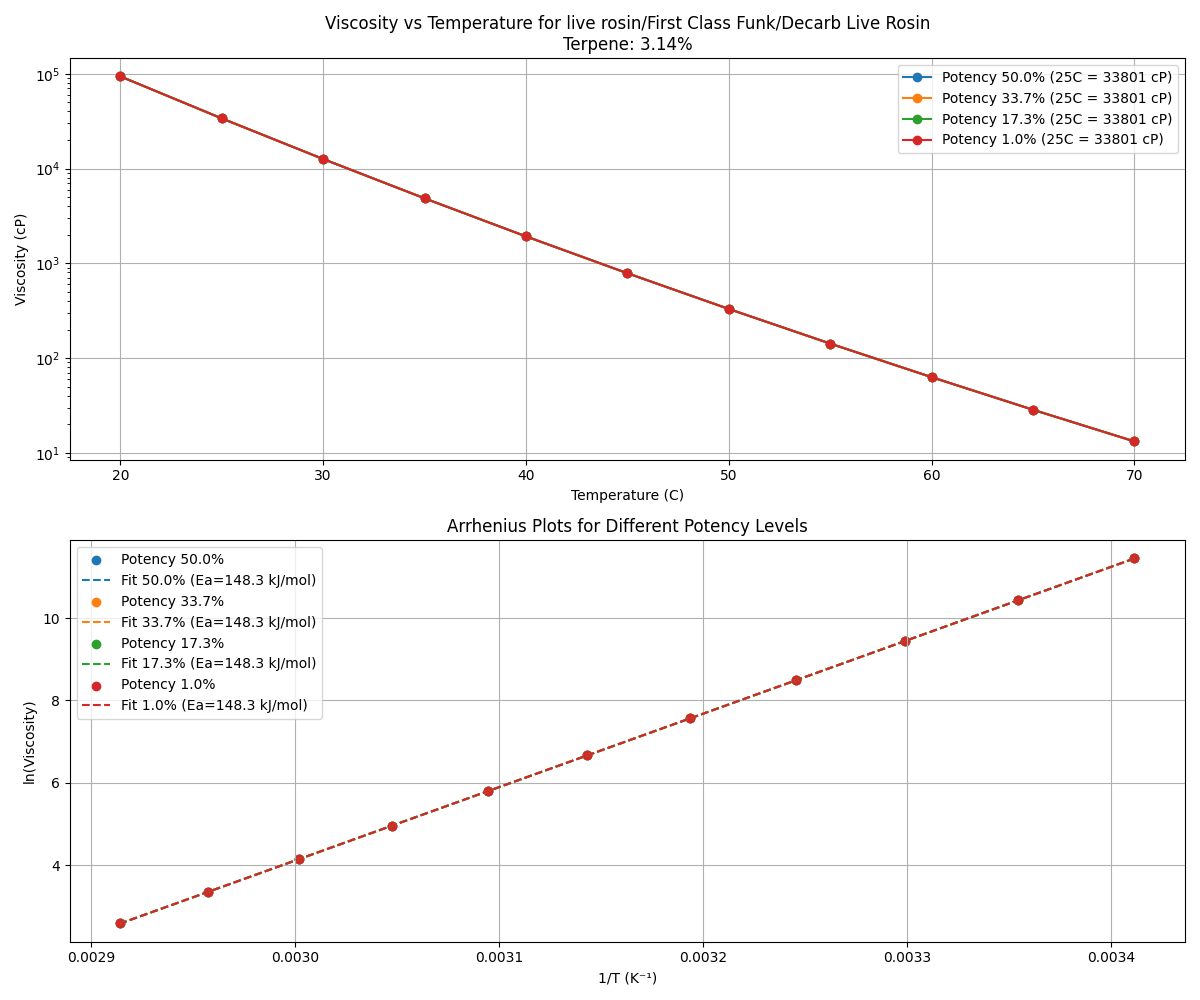 Viscosity vs Temperature for live rosin/First Class Funk/Decarb Live Rosin
Terpene: 3.14%
Viscosity (cP)
10⁵
10⁴
10³
10²
10¹
Potency 50.0% (25C = 33801 cP)
Potency 33.7% (25C = 33801 cP)
Potency 17.3% (25C = 33801 cP)
Potency 1.0% (25C = 33801 cP)
20 30 40 50 60 70
Temperature (C)
Arrhenius Plots for Different Potency Levels
ln(Viscosity)
10
8
6
4
Potency 50.0%
Fit 50.0% (Ea=148.3 kJ/mol)
Potency 33.7%
Fit 33.7% (Ea=148.3 kJ/mol)
Potency 17.3%
Fit 17.3% (Ea=148.3 kJ/mol)
Potency 1.0%
Fit 1.0% (Ea=148.3 kJ/mol)
0.0029 0.0030 0.0031 0.0032 0.0033 0.0034
1/T (K⁻¹)